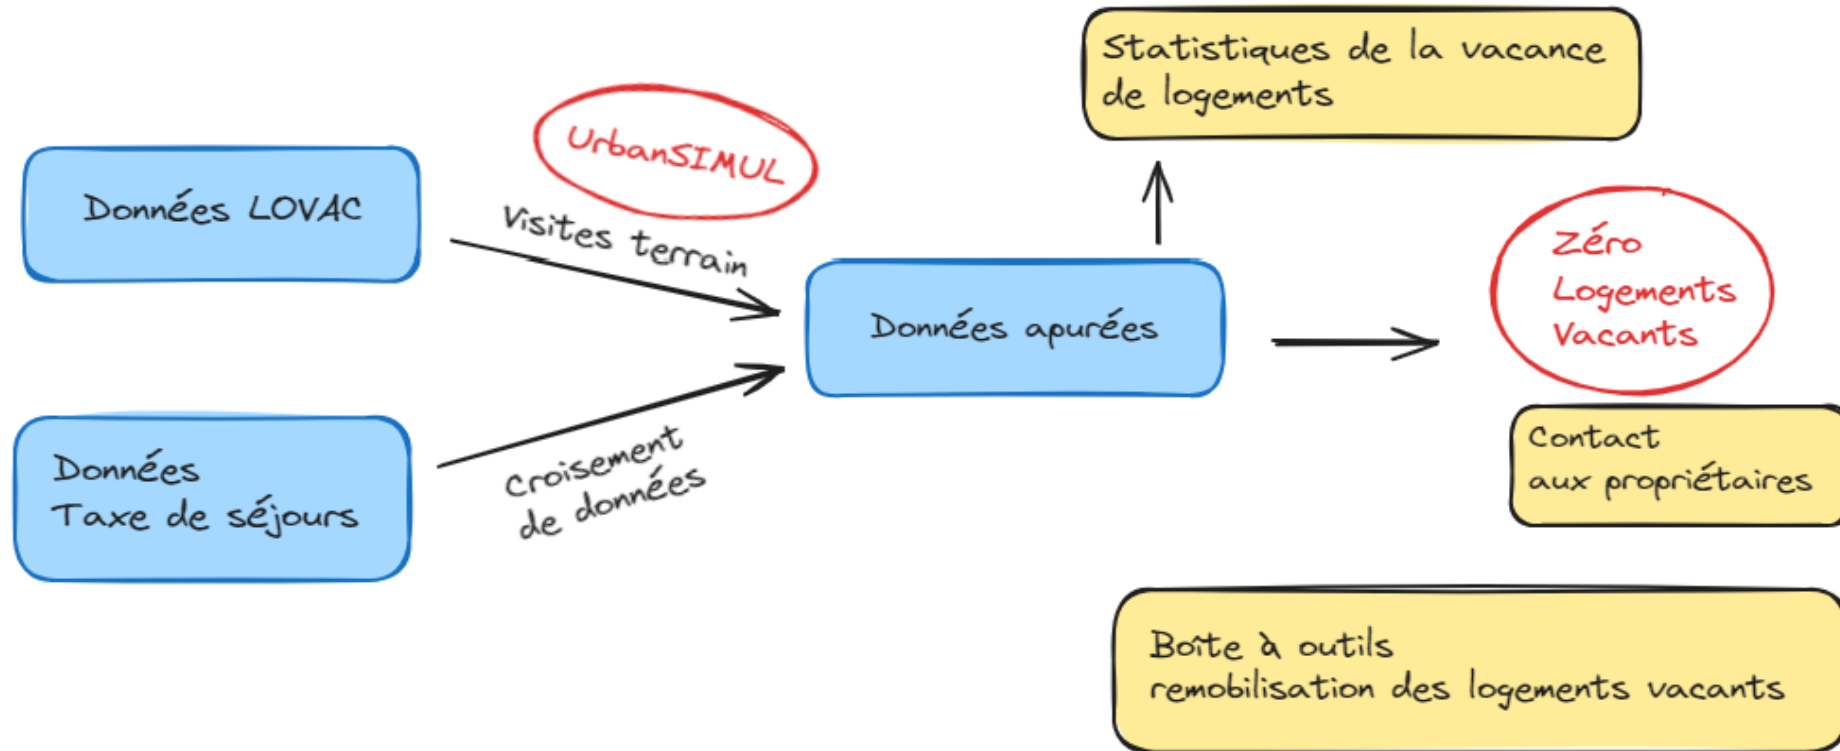 Statistiques de la vacance
de logements
UrbanSIMUL
Données LOVAC
Visites terrain
Zéro
Logements
Vacants
Données apurées
Données
Taxe de séjours
Croisement
de données
Contact
aux propriétaires
Boîte à outils
remobilisation des logements vacants